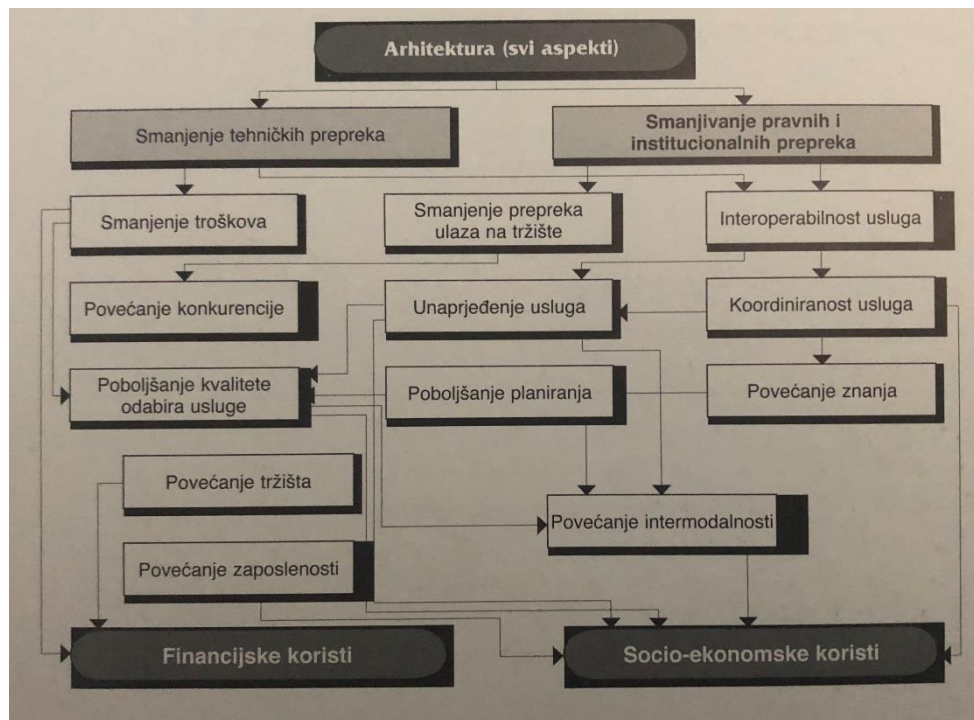 Arhitektura (svi aspekti)
Smanjenje tehničkih prepreka
Smanjivanje pravnih i
institucionalnih prepreka
Smanjenje troškova
Smanjenje prepreka
ulaza na tržište
Interoperabilnost usluga
Povećanje konkurencije
Unaprjeđenje usluga
Koordiniranost usluga
Poboljšanje kvalitete
odabira usluge
Poboljšanje planiranja
Povećanje znanja
Povećanje tržišta
Povećanje intermodalnosti
Povećanje zaposlenosti
Financijske koristi
Socio-ekonomske koristi